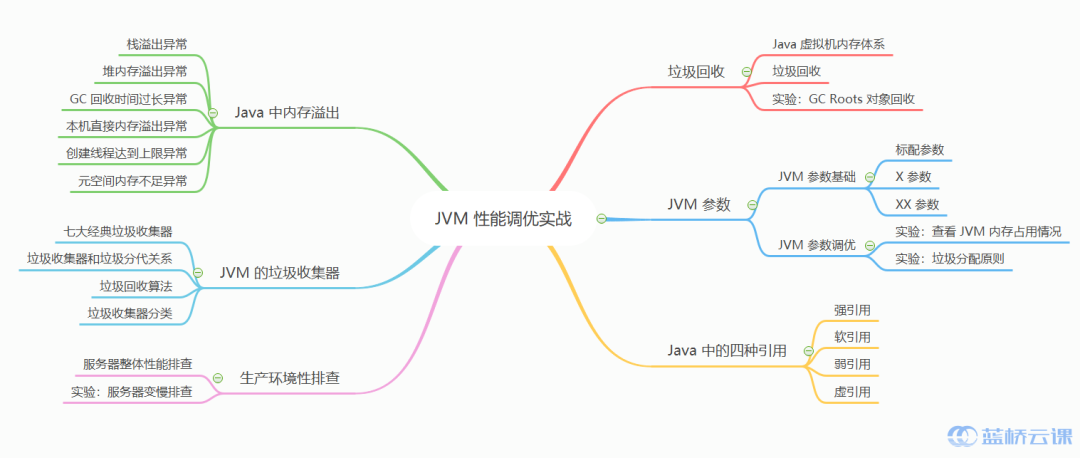 JVM 性能调优实战
垃圾回收
Java 虚拟机内存体系
垃圾回收
实验：GC Roots 对象回收
JVM 参数
JVM 参数基础
标配参数
X 参数
XX 参数
JVM 参数调优
实验：查看 JVM 内存占用情况
实验：垃圾分配原则
Java 中的四种引用
强引用
软引用
弱引用
虚引用
Java 中内存溢出
栈溢出异常
堆内存溢出异常
GC 回收时间过长异常
本机直接内存溢出异常
创建线程达到上限异常
元空间内存不足异常
JVM 的垃圾收集器
七大经典垃圾收集器
垃圾收集器和垃圾分代关系
垃圾回收算法
垃圾收集器分类
生产环境性排查
服务器整体性能排查
实验：服务器变慢排查
蓝桥云课